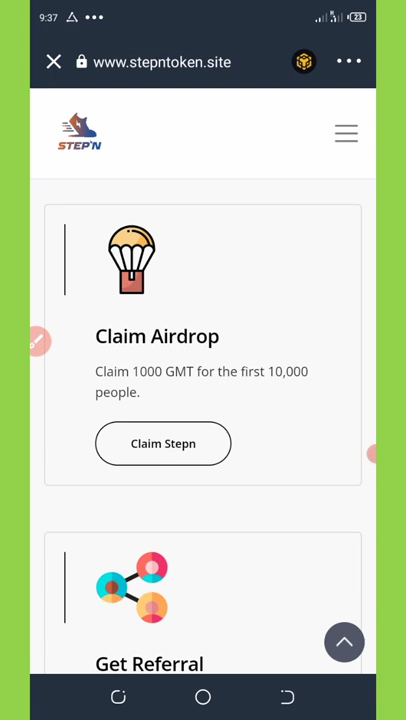 9:37
23
www.stepntoken.site
STEP'N
Claim Airdrop
Claim 1000 GMT for the first 10,000
people.
Claim Stepn
Get Referral